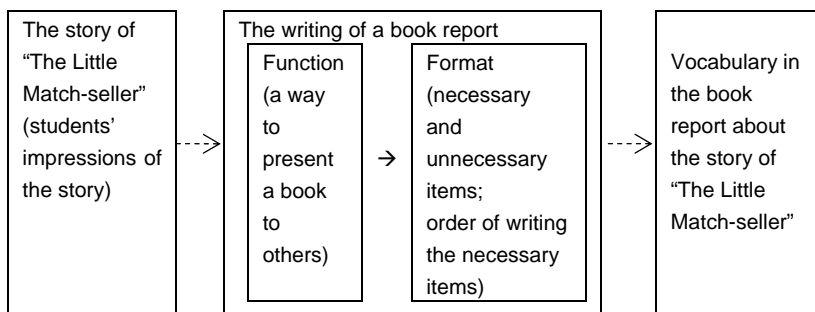 The story of
“The Little
Match-seller”
(students’
impressions of
the story)
The writing of a book report
Function
(a way
to
present
a book
to
others)
→
Format
(necessary
and
unnecessary
items;
order of writing
the necessary
items)
Vocabulary in
the book
report about
the story of
“The Little
Match-seller”